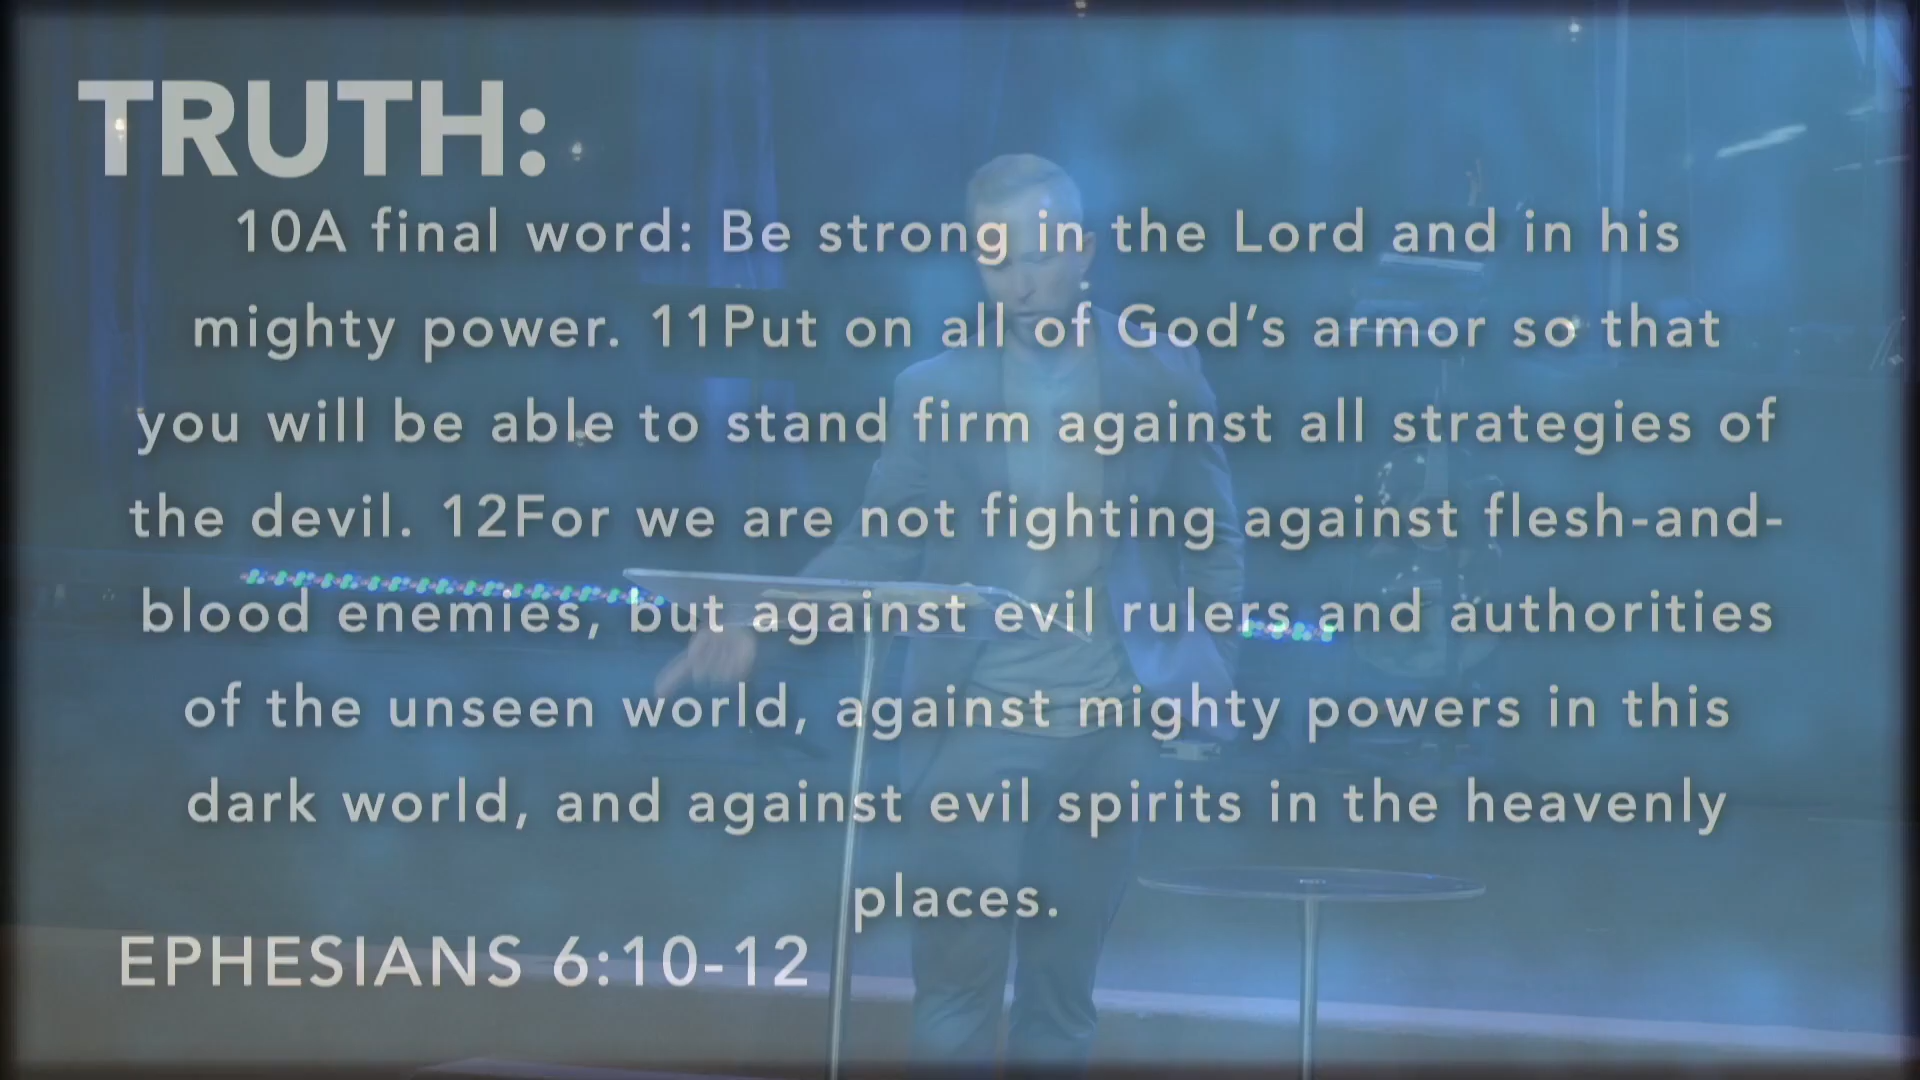 TRUTH:
10A final word: Be strong in the Lord and in his
mighty power. 11Put on all of God’s armor so that
you will be able to stand firm against all strategies of
the devil. 12For we are not fighting against flesh-and-
blood enemies, but against evil rulers and authorities
of the unseen world, against mighty powers in this
dark world, and against evil spirits in the heavenly
places.
EPHESIANS 6:10-12